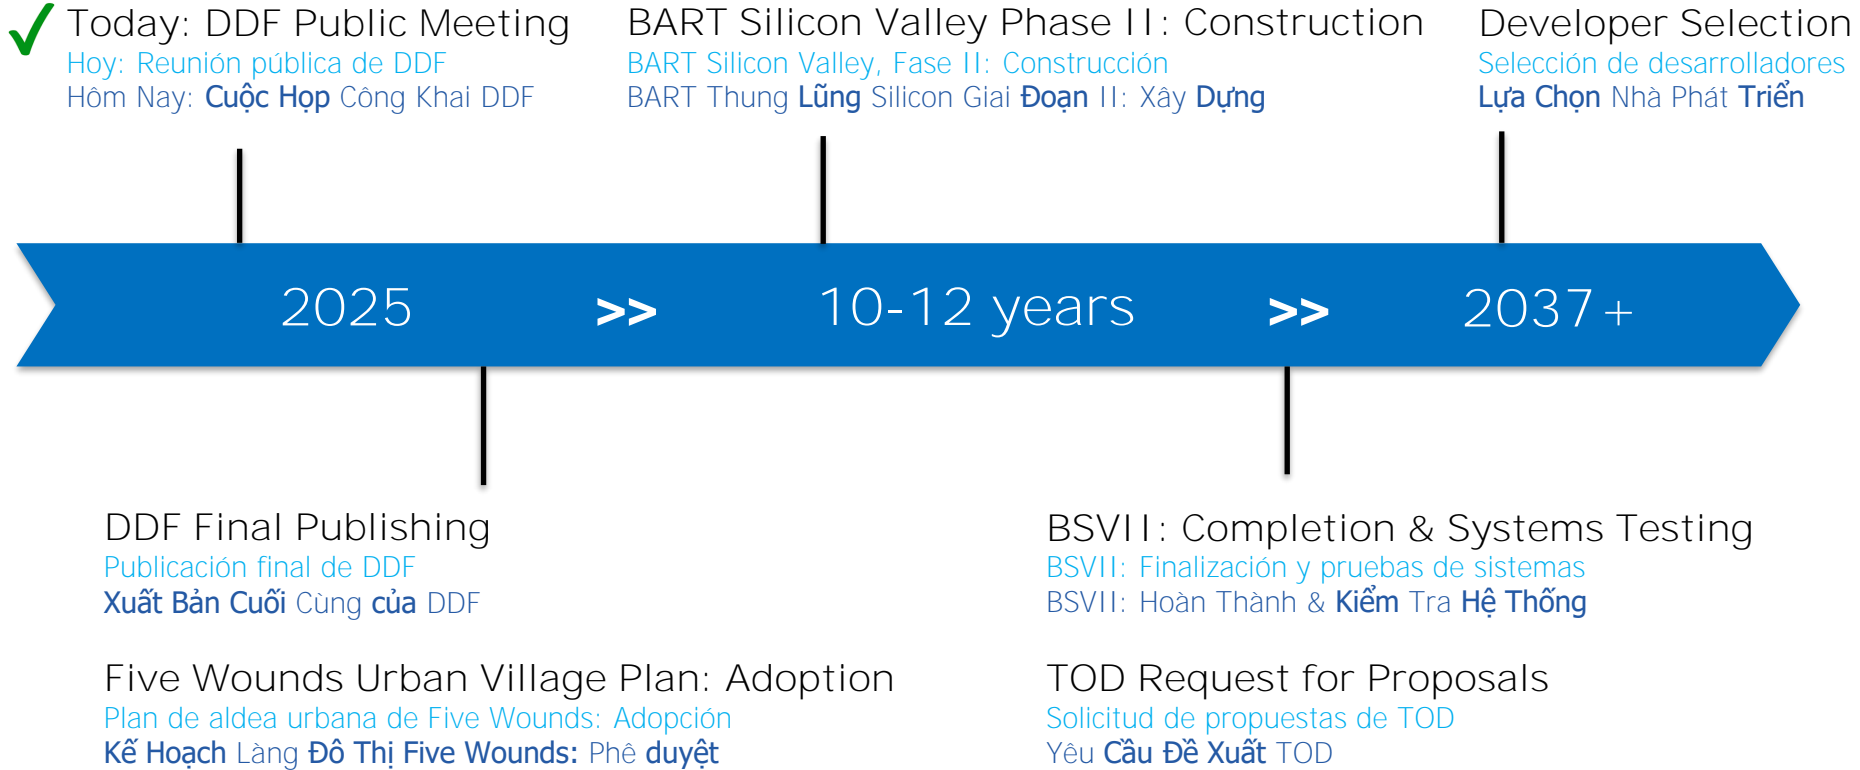 ✓ Today: DDF Public Meeting
Hoy: Reunión pública de DDF
Hôm Nay: Cuộc Họp Công Khai DDF
BART Silicon Valley Phase II: Construction
BART Silicon Valley, Fase II: Construcción
BART Thung Lũng Silicon Giai Đoạn II: Xây Dựng
Developer Selection
Selección de desarrolladores
Lựa Chọn Nhà Phát Triển
2025 >> 10-12 years >> 2037+
DDF Final Publishing
Publicación final de DDF
Xuất Bản Cuối Cùng của DDF
Five Wounds Urban Village Plan: Adoption
Plan de aldea urbana de Five Wounds: Adopción
Kế Hoạch Làng Đô Thị Five Wounds: Phê duyệt
BSVII: Completion & Systems Testing
BSVII: Finalización y pruebas de sistemas
BSVII: Hoàn Thành & Kiểm Tra Hệ Thống
TOD Request for Proposals
Solicitud de propuestas de TOD
Yêu Cầu Đề Xuất TOD